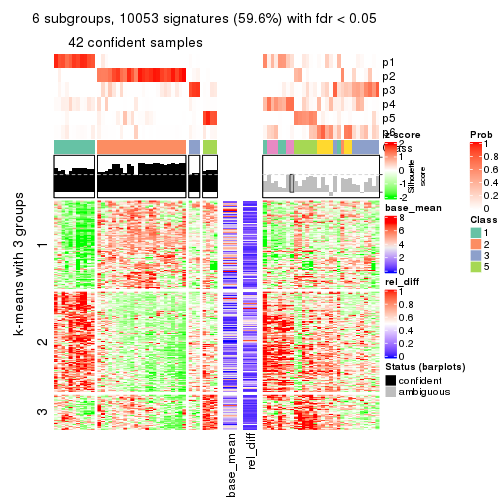 6 subgroups, 10053 signatures (59.6%) with fdr < 0.05
42 confident samples
p1
p2
p3
p4
p5
p6
Class
z-score
2
1
0
-1
-2
Silhouette
score
base_mean
8
6
4
2
0
rel_diff
1
0.8
0.6
0.4
0.2
0
Status (barplots)
confident
ambiguous
Prob
1
0.8
0.6
0.4
0.2
0
Class
1
2
3
5
k-means with 3 groups
1
2
3
base_mean
rel_diff